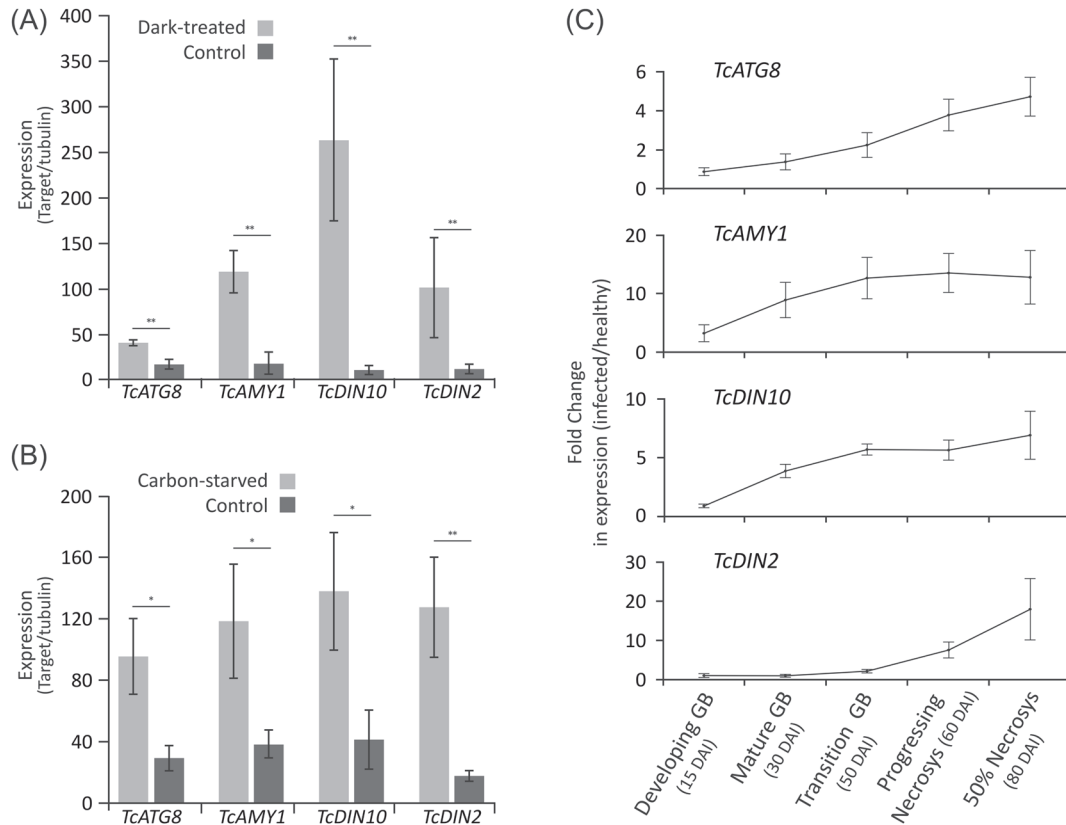 (A)
Dark-treated
Control
Expression
(Target/tubulin)
400
350
300
250
200
150
100
50
0
**
**
**
**
TcATG8 TcAMY1 TcDIN10 TcDIN2
(B)
Carbon-starved
Control
Expression
(Target/tubulin)
200
160
120
80
40
0
*
*
*
**
TcATG8 TcAMY1 TcDIN10 TcDIN2
(C)
Fold Change
in expression (infected/healthy)
TcATG8
6
4
2
0
TcAMY1
20
10
0
TcDIN10
10
5
0
TcDIN2
30
20
10
0
Developing GB
(15 DAI)
Mature GB
(30 DAI)
Transition GB
(50 DAI)
Progressing
Necrosys (60 DAI)
50% Necrosys
(80 DAI)